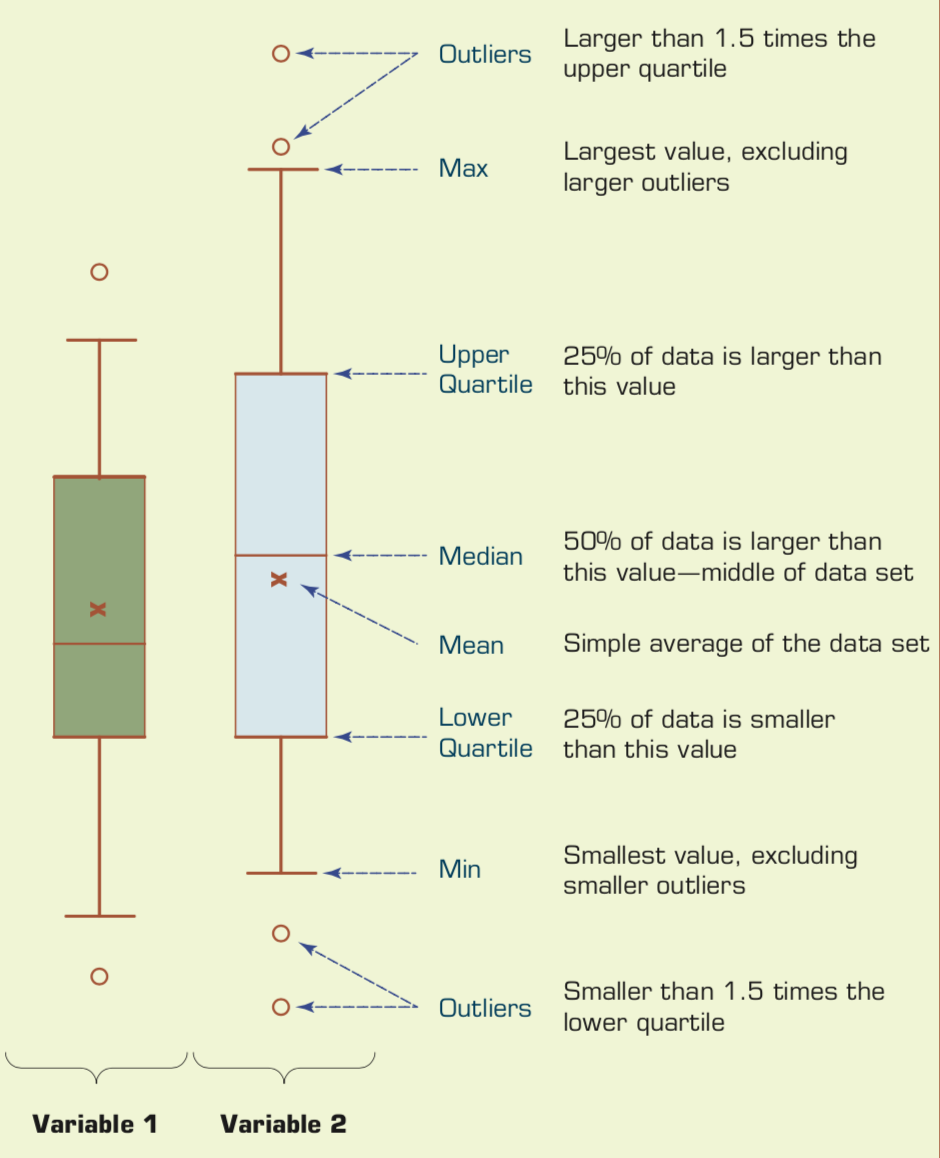 Outliers
Larger than 1.5 times the
upper quartile
Max
Largest value, excluding
larger outliers
Upper
Quartile
25% of data is larger than
this value
Median
50% of data is larger than
this value—middle of data set
Mean
Simple average of the data set
Lower
Quartile
25% of data is smaller
than this value
Min
Smallest value, excluding
smaller outliers
Outliers
Smaller than 1.5 times the
lower quartile
Variable 1
Variable 2